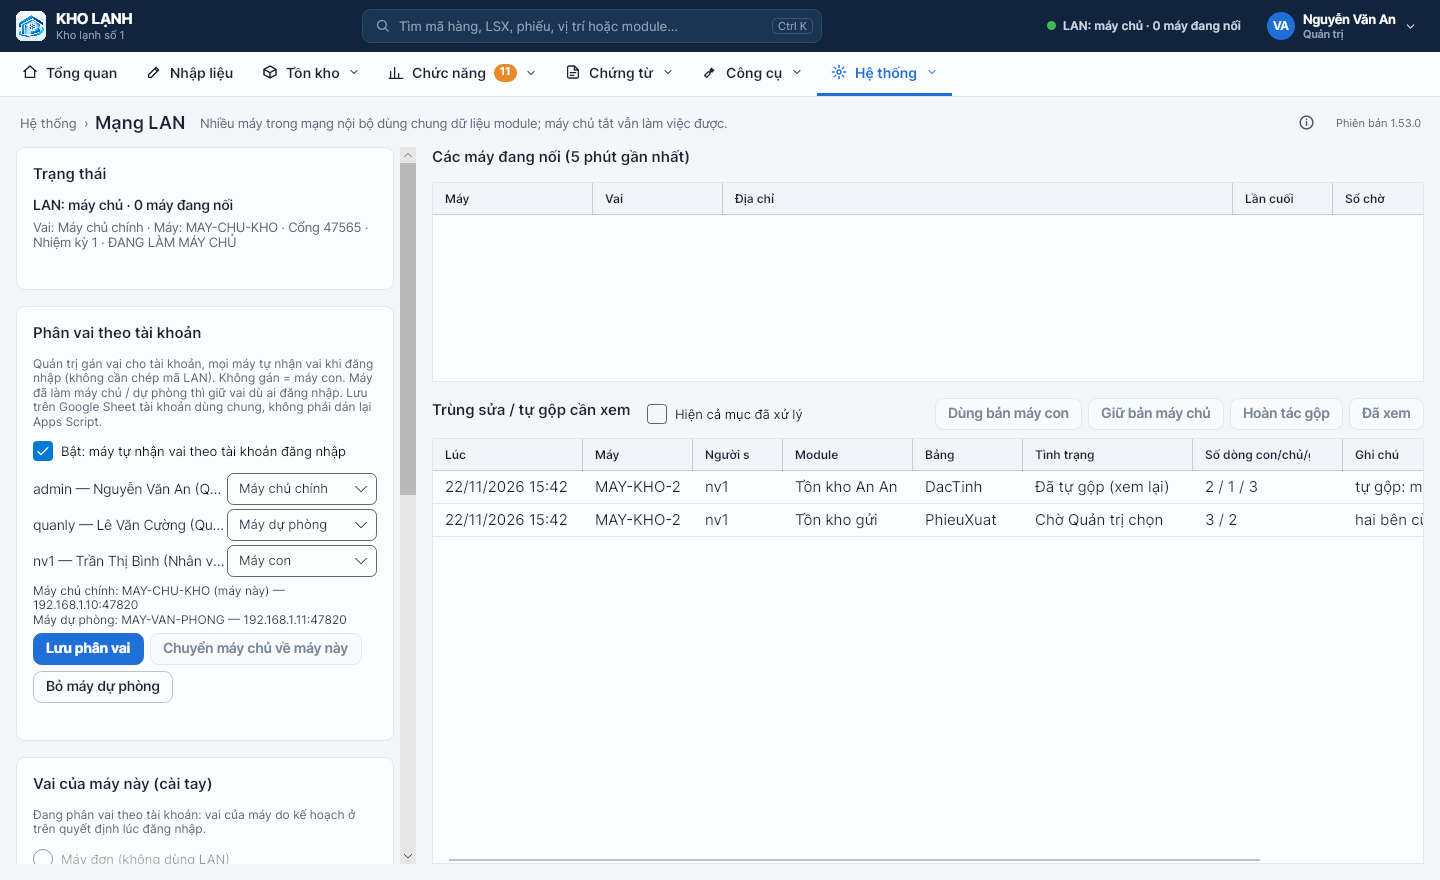 KHO LẠNH
Kho lạnh số 1
Tìm mã hàng, LSX, phiếu, vị trí hoặc module...
Ctrl K
LAN: máy chủ · 0 máy đang nối
VA
Nguyễn Văn An
Quản trị
Tổng quan
Nhập liệu
Tồn kho
Chức năng
11
Chứng từ
Công cụ
Hệ thống
Hệ thống › Mạng LAN
Nhiều máy trong mạng nội bộ dùng chung dữ liệu module; máy chủ tắt vẫn làm việc được.
Phiên bản 1.53.0
Trạng thái
LAN: máy chủ · 0 máy đang nối
Vai: Máy chủ chính · Máy: MAY-CHU-KHO · Cổng 47565 ·
Nhiệm kỳ 1 · ĐANG LÀM MÁY CHỦ
Phân vai theo tài khoản
Quản trị gán vai cho tài khoản, mọi máy tự nhận vai khi đăng
nhập (không cần chép mã LAN). Không gán = máy con. Máy
đã làm máy chủ / dự phòng thì giữ vai dù ai đăng nhập. Lưu
trên Google Sheet tài khoản dùng chung, không phải dán lại
Apps Script.
Bật: máy tự nhận vai theo tài khoản đăng nhập
admin — Nguyễn Văn An (Q...
Máy chủ chính
quanly — Lê Văn Cường (Qu...
Máy dự phòng
nv1 — Trần Thị Bình (Nhân v...
Máy con
Máy chủ chính: MAY-CHU-KHO (máy này) —
192.168.1.10:47820
Máy dự phòng: MAY-VAN-PHONG — 192.168.1.11:47820
Lưu phân vai
Chuyển máy chủ về máy này
Bỏ máy dự phòng
Vai của máy này (cài tay)
Đang phân vai theo tài khoản: vai của máy do kế hoạch ở
trên quyết định lúc đăng nhập.
Máy đơn (không dùng LAN)
Các máy đang nối (5 phút gần nhất)
Máy
Vai
Địa chỉ
Lần cuối
Sổ chờ
Trùng sửa / tự gộp cần xem
Hiện cả mục đã xử lý
Dùng bản máy con
Giữ bản máy chủ
Hoàn tác gộp
Đã xem
Lúc
Máy
Người s
Module
Bảng
Tình trạng
Số dòng con/chủ/g
Ghi chú
22/11/2026 15:42
MAY-KHO-2
nv1
Tồn kho An An
DacTinh
Đã tự gộp (xem lại)
2 / 1 / 3
tự gộp: m
22/11/2026 15:42
MAY-KHO-2
nv1
Tồn kho gửi
PhieuXuat
Chờ Quản trị chọn
3 / 2
hai bên cù